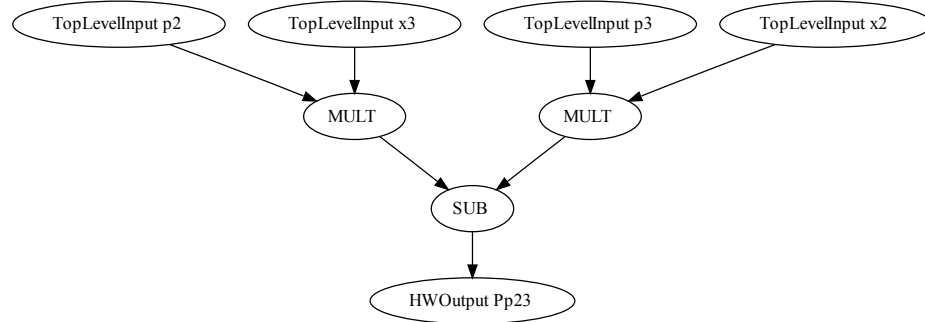 TopLevelInput p2
TopLevelInput x3
TopLevelInput p3
TopLevelInput x2
MULT
MULT
SUB
HWOutput Pp23